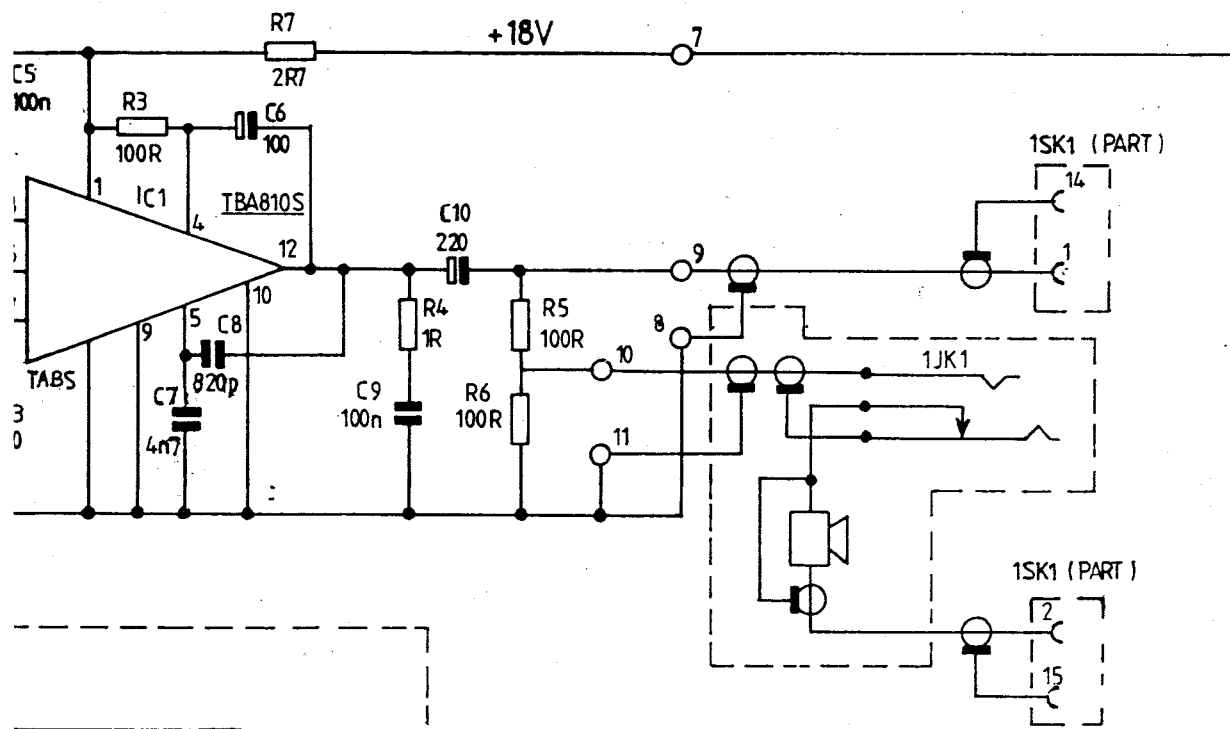 R7
+18V
7
2R7
C5
100n
R3
C6
100
100R
1SK1 (PART)
14
1
IC1
TBA810S
4
C10
220
12
9
1
10
5
C8
9
R4
1R
R5
100R
8
10
1JK1
TABS
820p
C7
4n7
C9
100n
R6
100R
11
3
0
1SK1 (PART)
2
15